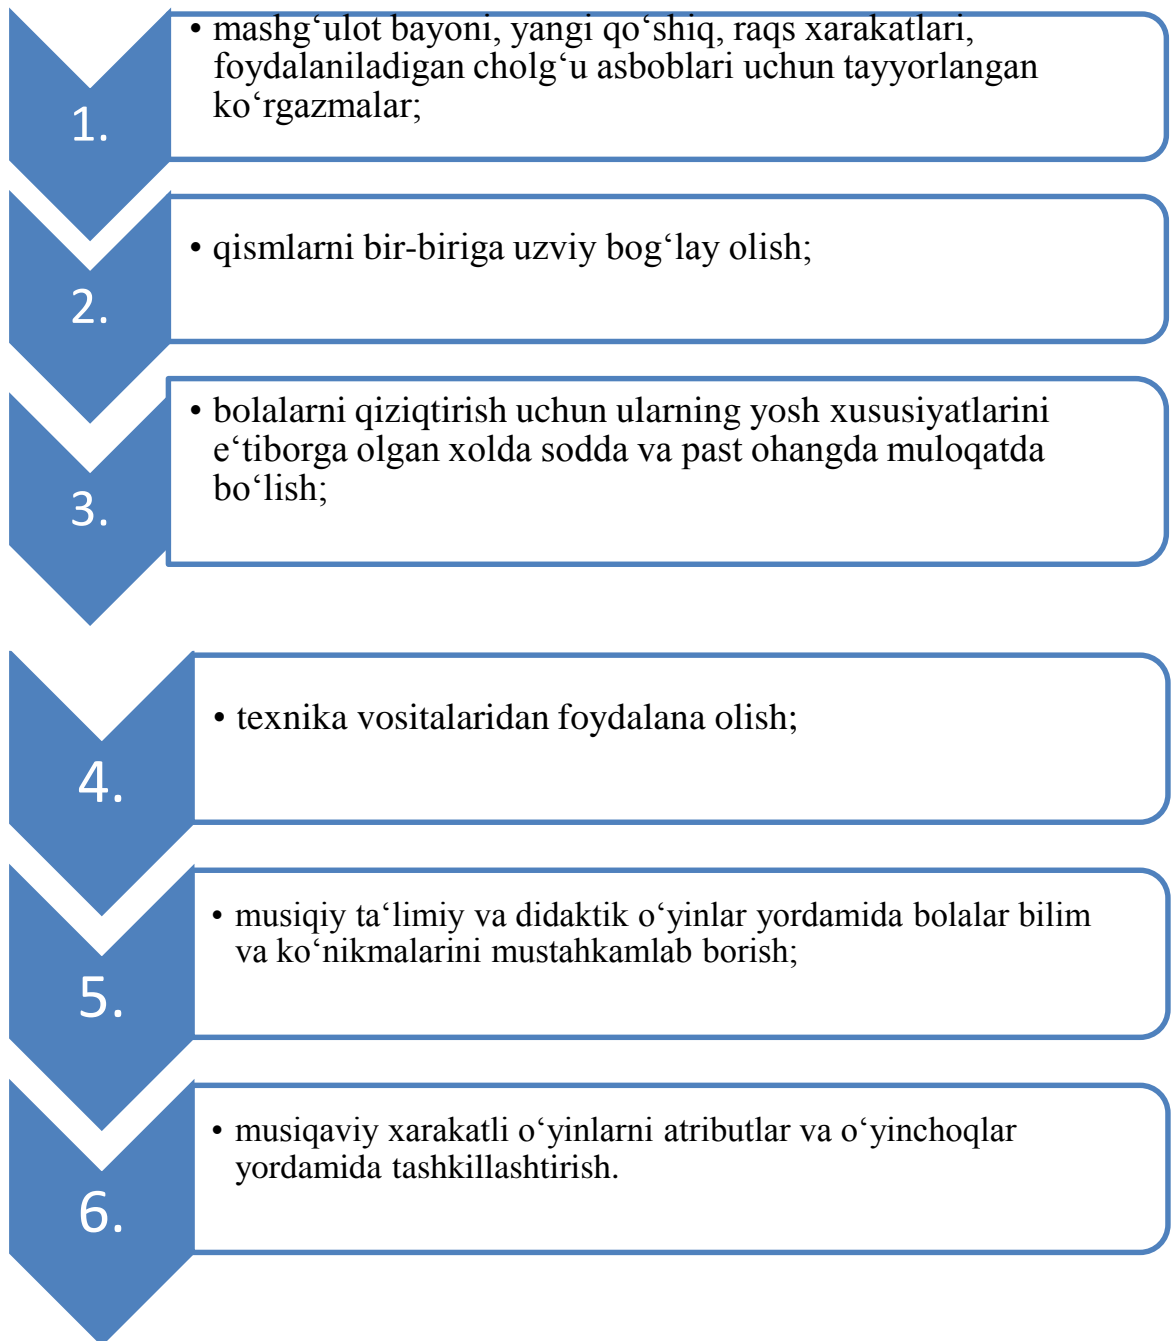 1.
• mashg‘ulot bayoni, yangi qo‘shiq, raqs xarakatlari,
foydalaniladigan cholg‘u asboblari uchun tayyorlangan
ko‘rgazmalar;
2.
• qismlarni bir-biriga uzviy bog‘lay olish;
3.
• bolalarni qiziqtirish uchun ularning yosh xususiyatlarini
e‘tiborga olgan xolda sodda va past ohangda muloqatda
bo‘lish;
4.
• texnika vositalaridan foydalana olish;
5.
• musiqiy ta‘limiy va didaktik o‘yinlar yordamida bolalar bilim
va ko‘nikmalarini mustahkamlab borish;
6.
• musiqaviy xarakatli o‘yinlarni atributlar va o‘yinchoqlar
yordamida tashkillashtirish.